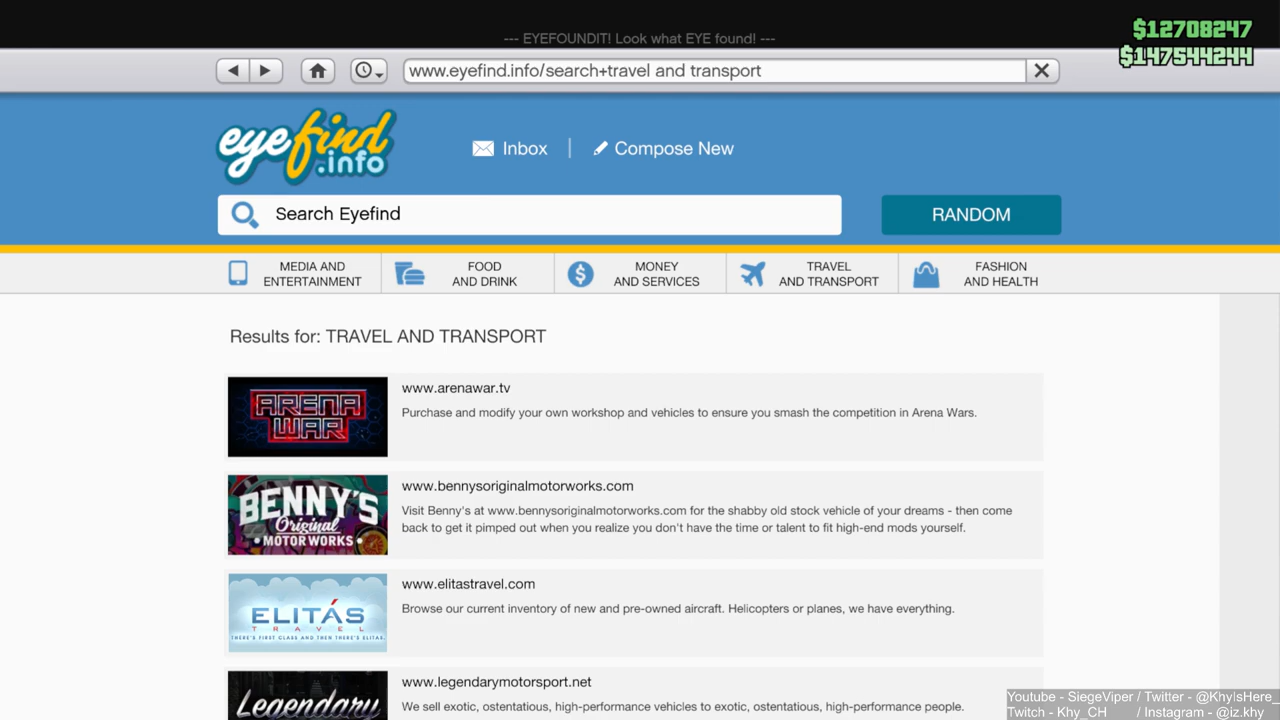 --- EYEFOUNDIT! Look what EYE found! ---
$12708247
$147544244
www.eyefind.info/search+travel and transport
eyefind
.info
Inbox
Compose New
Search Eyefind
RANDOM
MEDIA AND
ENTERTAINMENT
FOOD
AND DRINK
MONEY
AND SERVICES
TRAVEL
AND TRANSPORT
FASHION
AND HEALTH
Results for: TRAVEL AND TRANSPORT
ARENA
WAR
www.arenawar.tv
Purchase and modify your own workshop and vehicles to ensure you smash the competition in Arena Wars.
BENNY'S
Original
MOTOR WORKS
www.bennysoriginalmotorworks.com
Visit Benny's at www.bennysoriginalmotorworks.com for the shabby old stock vehicle of your dreams - then come
back to get it pimped out when you realize you don't have the time or talent to fit high-end mods yourself.
ELITÁS
TRAVEL
THERE'S FIRST CLASS AND THEN THERE'S ELITAS.
www.elitastravel.com
Browse our current inventory of new and pre-owned aircraft. Helicopters or planes, we have everything.
Legendary
www.legendarymotorsport.net
We sell exotic, ostentatious, high-performance vehicles to exotic, ostentatious, high-performance people.
Youtube - SiegeViper / Twitter - @KhyIsHere_
Twitch - Khy_CH / Instagram - @iz.khy